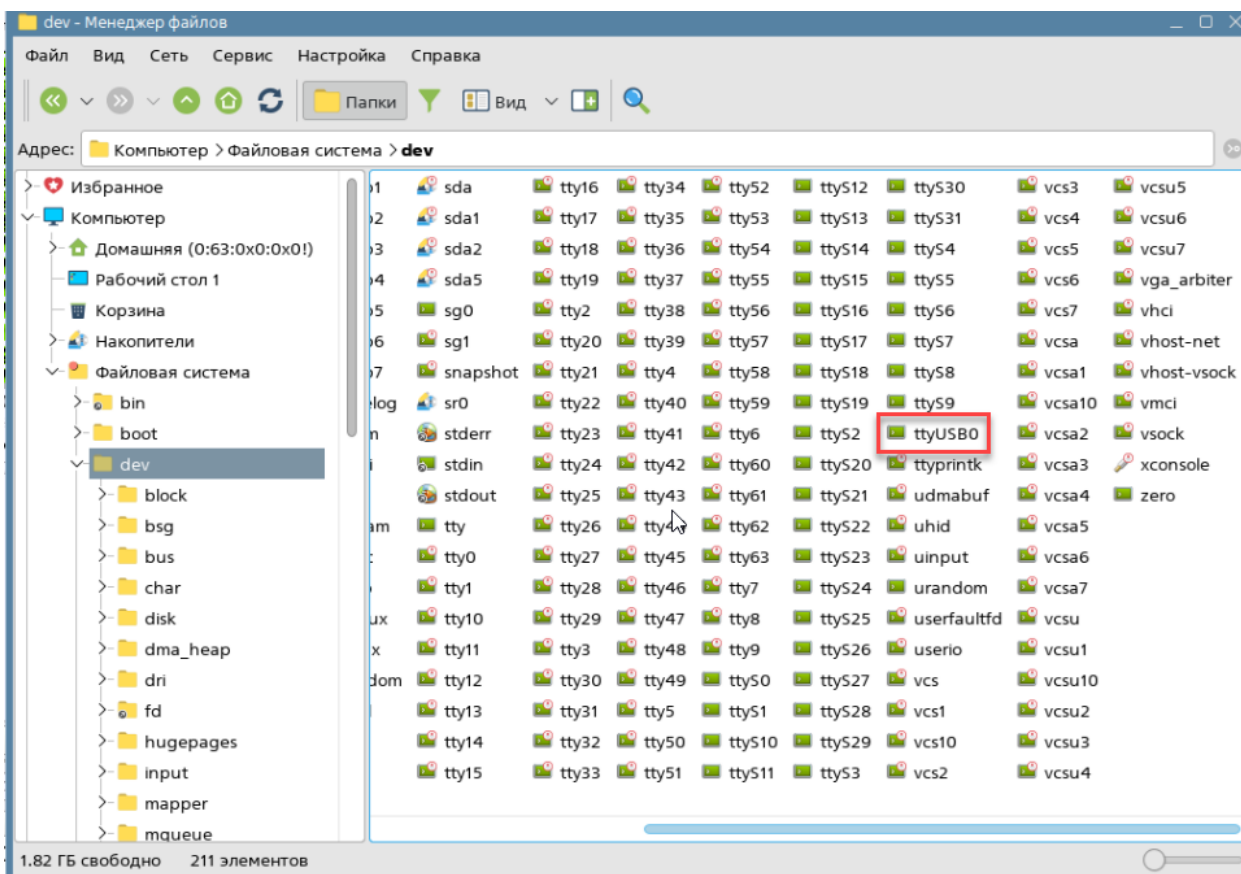 dev - Менеджер файлов
Файл Вид Сеть Сервис Настройка Справка
Папки Вид
Адрес: Компьютер > Файловая система > dev
Избранное
Компьютер
Домашняя (0:63:0x0:0x0!)
Рабочий стол 1
Корзина
Накопители
Файловая система
bin
boot
dev
block
bsg
bus
char
disk
dma_heap
dri
fd
hugepages
input
mapper
mqueue
sda tty16 tty34 tty52 ttyS12 ttyS30 vcs3 vcsu5
sda1 tty17 tty35 tty53 ttyS13 ttyS31 vcs4 vcsu6
sda2 tty18 tty36 tty54 ttyS14 ttyS4 vcs5 vcsu7
sda5 tty19 tty37 tty55 ttyS15 ttyS5 vcs6 vga_arbiter
sg0 tty2 tty38 tty56 ttyS16 ttyS6 vcs7 vhci
sg1 tty20 tty39 tty57 ttyS17 ttyS7 vcsa vhost-net
snapshot tty21 tty4 tty58 ttyS18 ttyS8 vcsa1 vhost-vsock
sr0 tty22 tty40 tty59 ttyS19 ttyS9 vcsa10 vmci
stderr tty23 tty41 tty6 ttyS2 ttyUSB0 vcsa2 vsock
stdin tty24 tty42 tty60 ttyS20 ttyprintk vcsa3 xconsole
stdout tty25 tty43 tty61 ttyS21 udmabuf vcsa4 zero
tty tty26 tty62 ttyS22 uhid vcsa5
tty0 tty27 tty45 tty63 ttyS23 uinput vcsa6
tty1 tty28 tty46 tty7 ttyS24 urandom vcsa7
tty10 tty29 tty47 tty8 ttyS25 userfaultfd vcsu
tty11 tty3 tty48 tty9 ttyS26 userio vcsu1
tty12 tty30 tty49 ttyS0 ttyS27 vcs vcsu10
tty13 tty31 tty5 ttyS1 ttyS28 vcs1 vcsu2
tty14 tty32 tty50 ttyS10 ttyS29 vcs10 vcsu3
tty15 tty33 tty51 ttyS11 ttyS3 vcs2 vcsu4
1.82 ГБ свободно 211 элементов